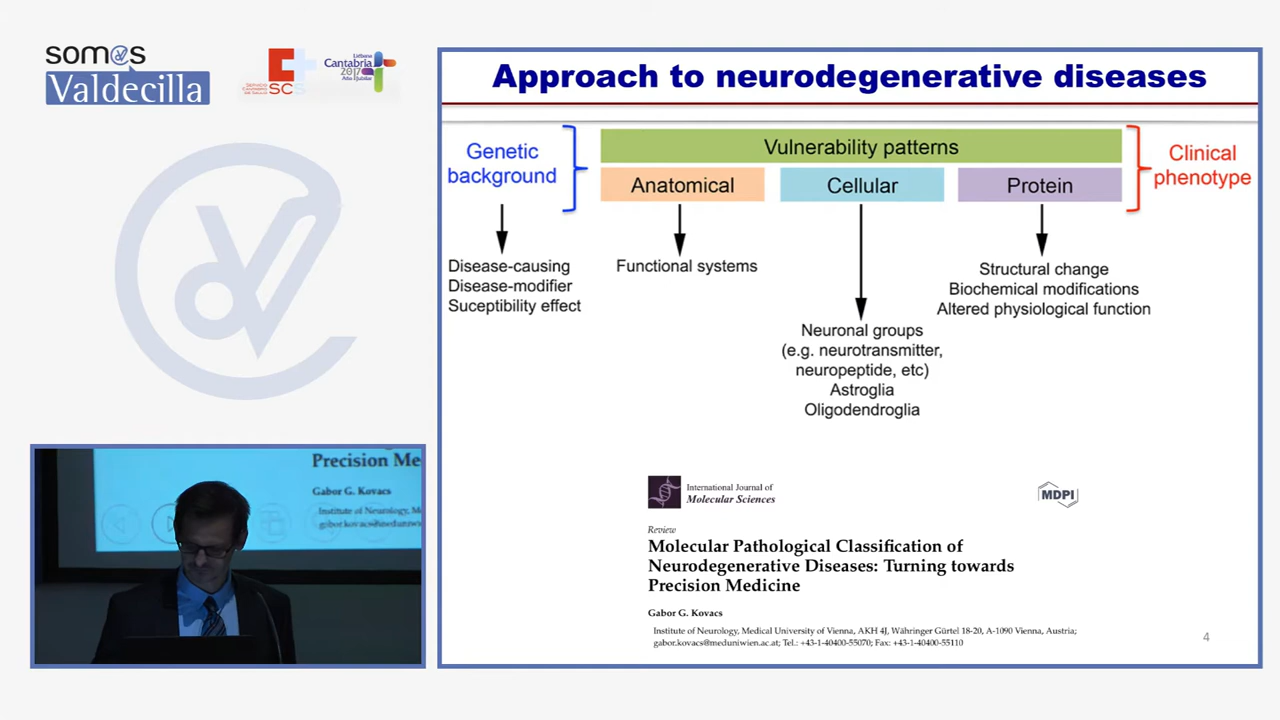 somos
Valdecilla
SCS
Cantabria
2017
Approach to neurodegenerative diseases
Genetic
background
Vulnerability patterns
Anatomical
Cellular
Protein
Clinical
phenotype
Disease-causing
Disease-modifier
Suceptibility effect
Functional systems
Neuronal groups
(e.g. neurotransmitter,
neuropeptide, etc)
Astroglia
Oligodendroglia
Structural change
Biochemical modifications
Altered physiological function
International Journal of
Molecular Sciences
MDPI
Review
Molecular Pathological Classification of
Neurodegenerative Diseases: Turning towards
Precision Medicine
Gabor G. Kovacs
Institute of Neurology, Medical University of Vienna, AKH 4J, Währinger Gürtel 18-20, A-1090 Vienna, Austria;
gabor.kovacs@meduniwien.ac.at; Tel.: +43-1-40400-55070; Fax: +43-1-40400-55110
4
Precision Me
Gabor G. Kovacs
Institute of Neurology, M
gabor.kovacs@meduniw